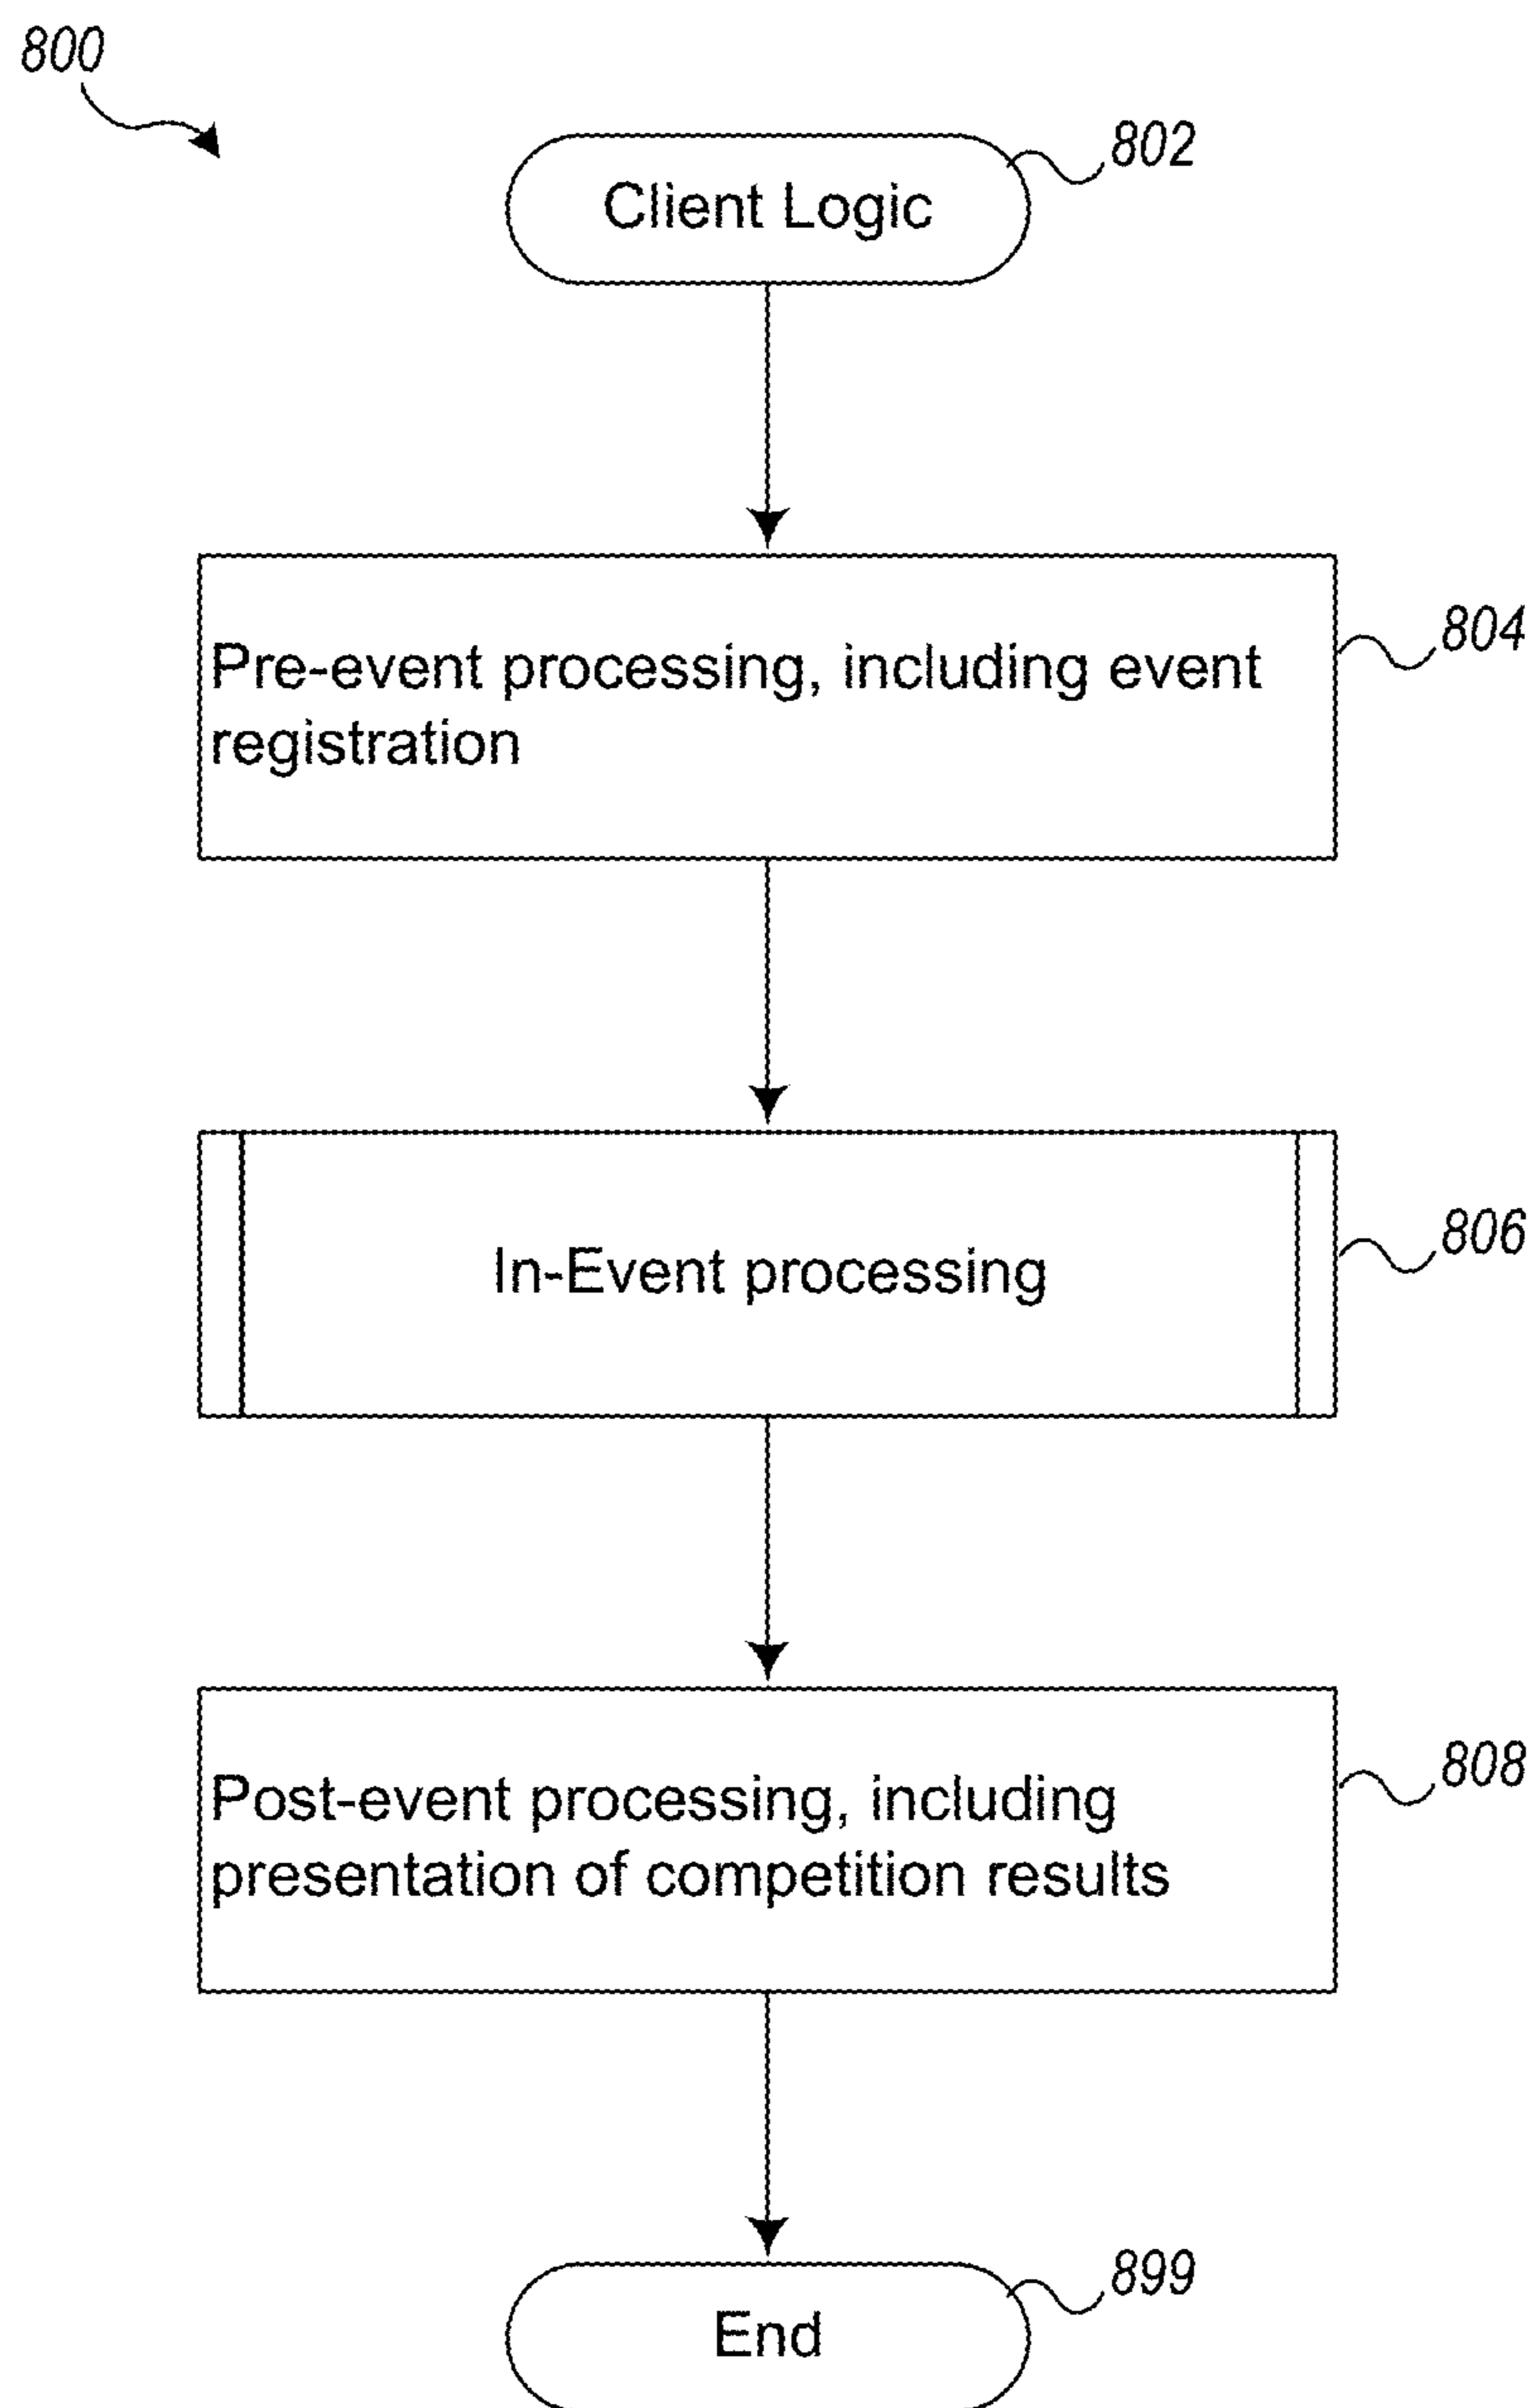 800
802
Client Logic
804
Pre-event processing, including event
registration
806
In-Event processing
808
Post-event processing, including
presentation of competition results
899
End